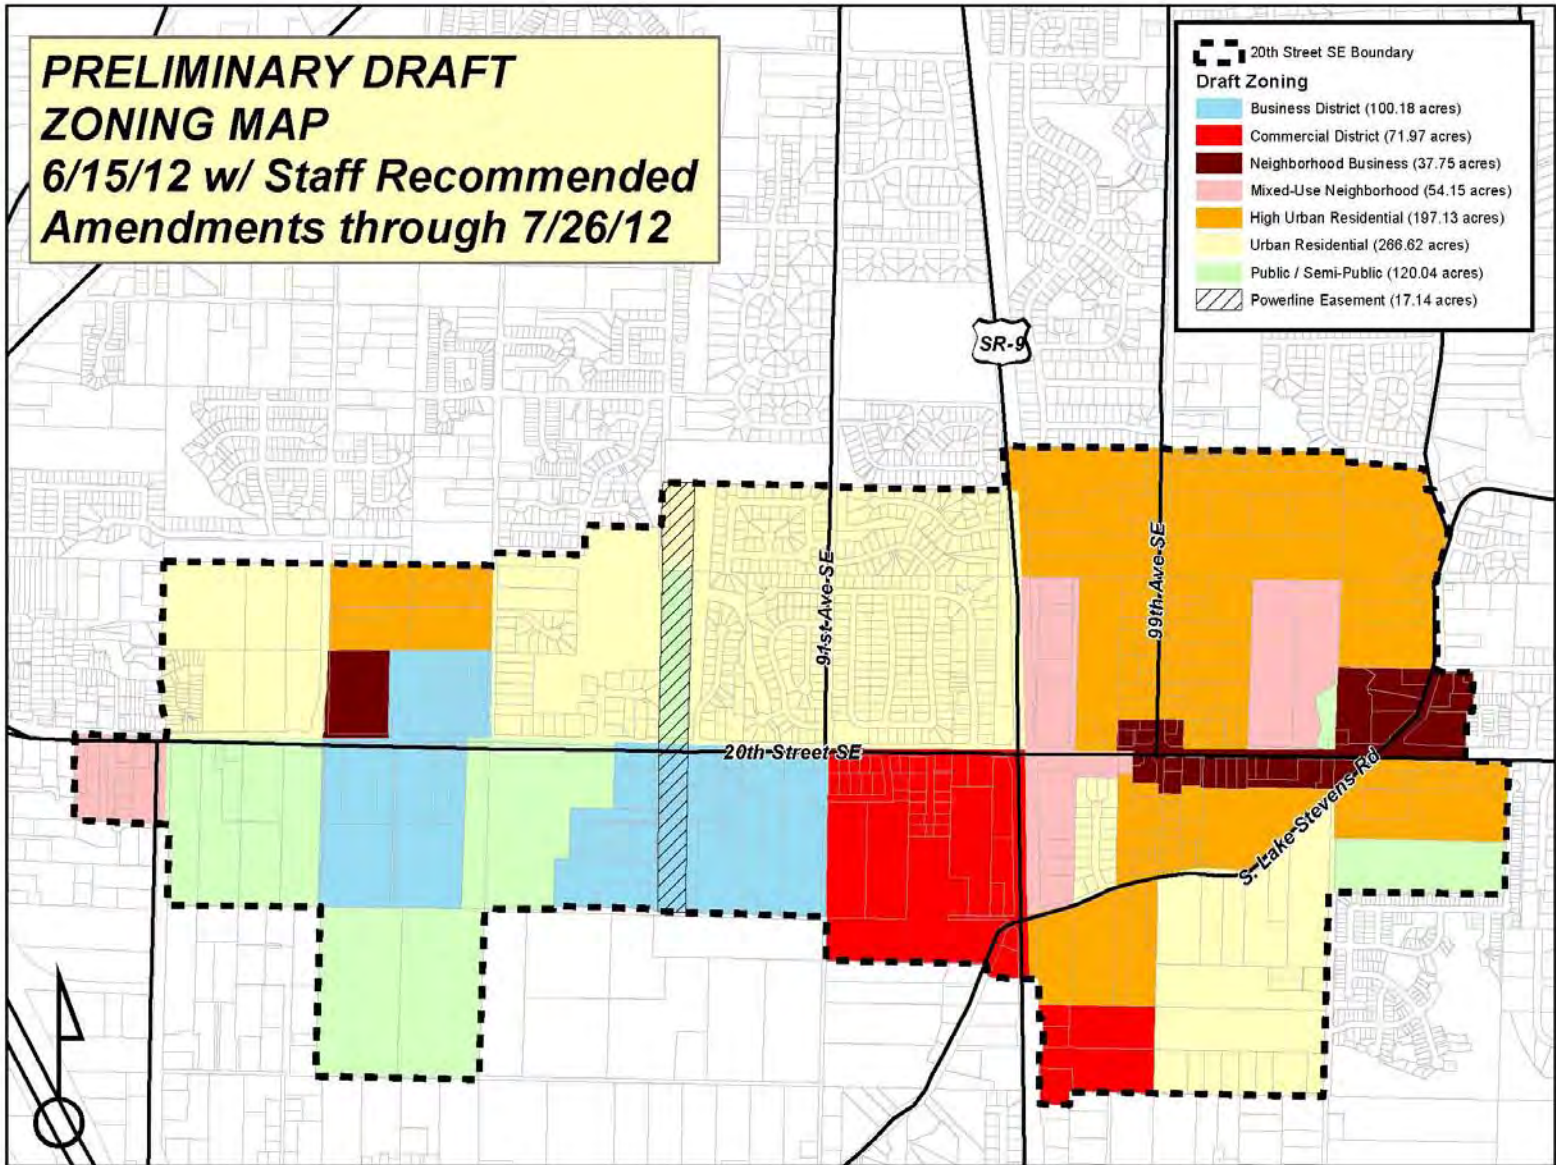 PRELIMINARY DRAFT
ZONING MAP
6/15/12 w/ Staff Recommended
Amendments through 7/26/12
20th Street SE Boundary
Draft Zoning
Business District (100.18 acres)
Commercial District (71.97 acres)
Neighborhood Business (37.75 acres)
Mixed-Use Neighborhood (54.15 acres)
High Urban Residential (197.13 acres)
Urban Residential (266.62 acres)
Public / Semi-Public (120.04 acres)
Powerline Easement (17.14 acres)
SR-9
91st Ave SE
99th Ave SE
20th Street SE
S. Lake Stevens Rd